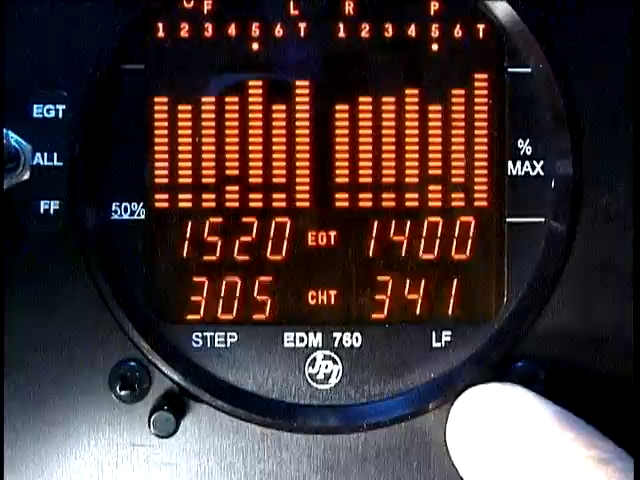 L R
F P
1 2 3 4 5 6 T 1 2 3 4 5 6 T
EGT
ALL
% MAX
FF
50%
1520 EGT 1400
305 CHT 341
STEP EDM 760 LF
JPI